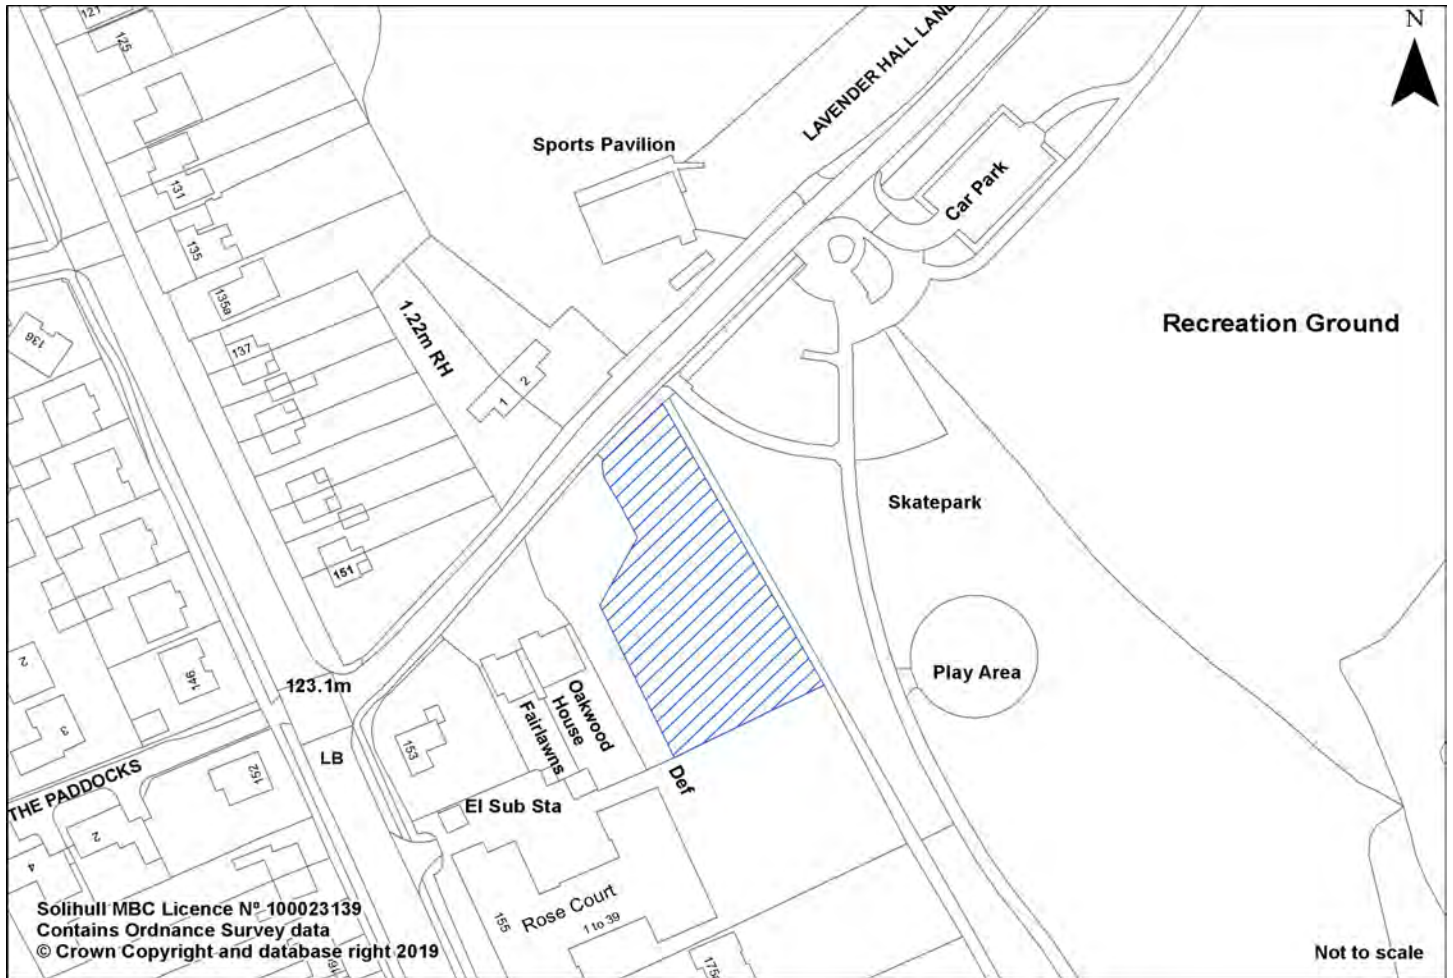 121
125
N
LAVENDER HALL LANE
Sports Pavilion
Car Park
131
135
135a
1.22m RH
Recreation Ground
136
137
2
1
Skatepark
151
2
146
123.1m
Play Area
3
Oakwood
House
Fairlawns
153
LB
152
Def
THE PADDOCKS
El Sub Sta
2
4
Rose Court
1 to 39
155
Solihull MBC Licence Nº 100023139
Contains Ordnance Survey data
© Crown Copyright and database right 2019
Not to scale